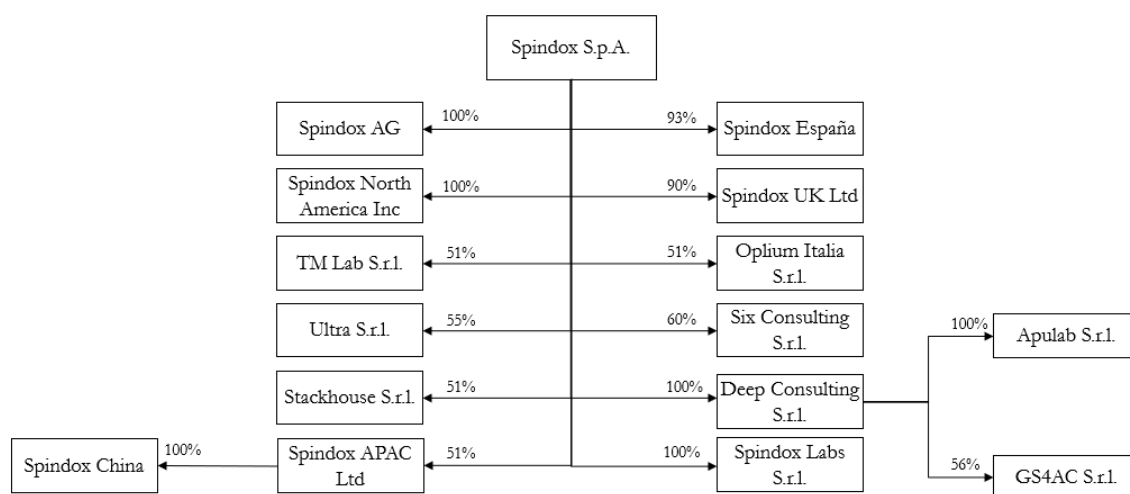 Spindox S.p.A.
100%
93%
Spindox AG
Spindox España
Spindox North
America Inc
100%
90%
Spindox UK Ltd
TM Lab S.r.l.
51%
51%
Oplium Italia
S.r.l.
Ultra S.r.l.
55%
60%
Six Consulting
S.r.l.
100%
Apulab S.r.l.
Stackhouse S.r.l.
51%
100%
Deep Consulting
S.r.l.
Spindox China
100%
Spindox APAC
Ltd
51%
100%
Spindox Labs
S.r.l.
56%
GS4AC S.r.l.